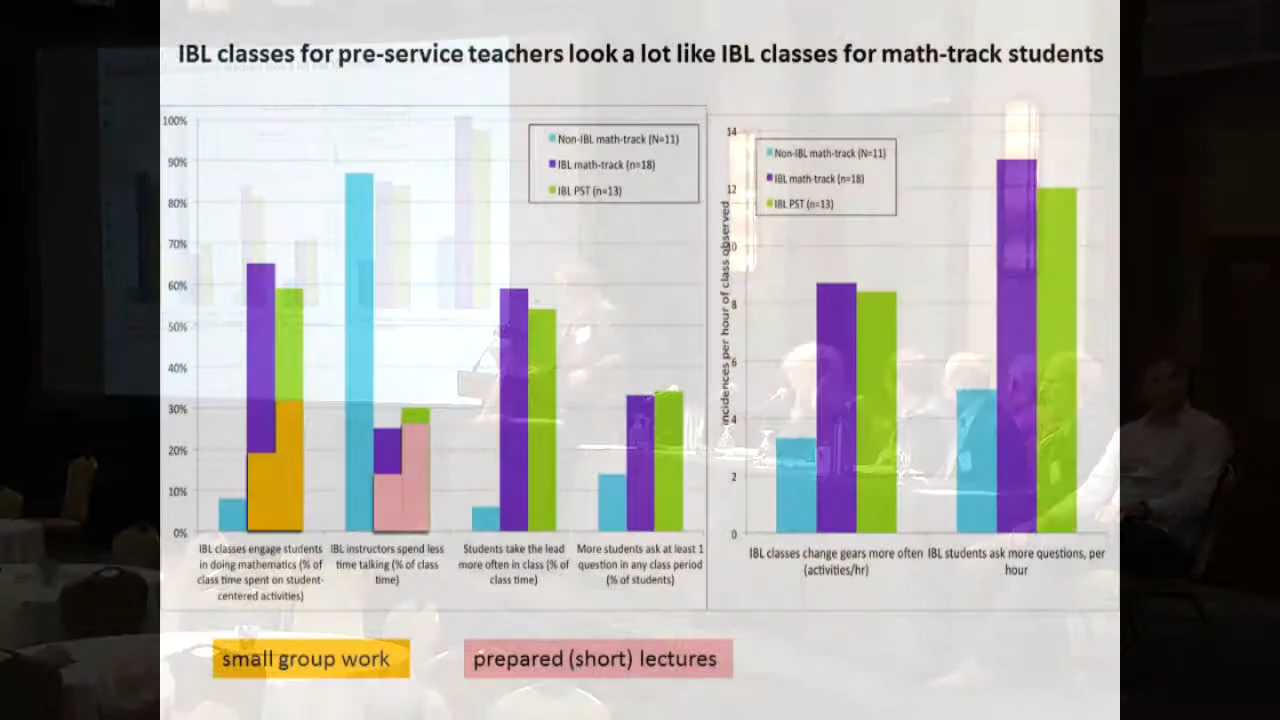 IBL classes for pre-service teachers look a lot like IBL classes for math-track students
100%
90%
80%
70%
60%
50%
40%
30%
20%
10%
0%
Non-IBL math-track (N=11)
IBL math-track (n=18)
IBL PST (n=13)
IBL classes engage students
in doing mathematics (% of
class time spent on student-
centered activities)
IBL instructors spend less
time talking (% of class
time)
Students take the lead
more often in class (% of
class time)
More students ask at least 1
question in any class period
(% of students)
incidences per hour of class observed
14
12
10
8
6
4
2
0
Non-IBL math-track (N=11)
IBL math-track (n=18)
IBL PST (n=13)
IBL classes change gears more often
(activities/hr)
IBL students ask more questions, per
hour
small group work
prepared (short) lectures